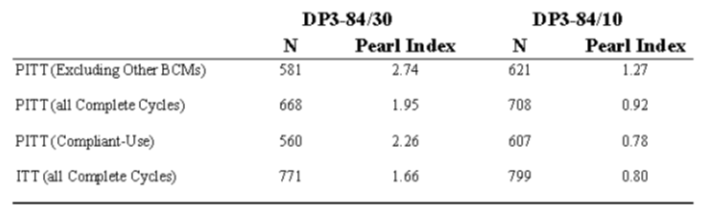 DP3-84/30 DP3-84/10
N Pearl Index N Pearl Index
PITT (Excluding Other BCMs) 581 2.74 621 1.27
PITT (all Complete Cycles) 668 1.95 708 0.92
PITT (Compliant-Use) 560 2.26 607 0.78
ITT (all Complete Cycles) 771 1.66 799 0.80